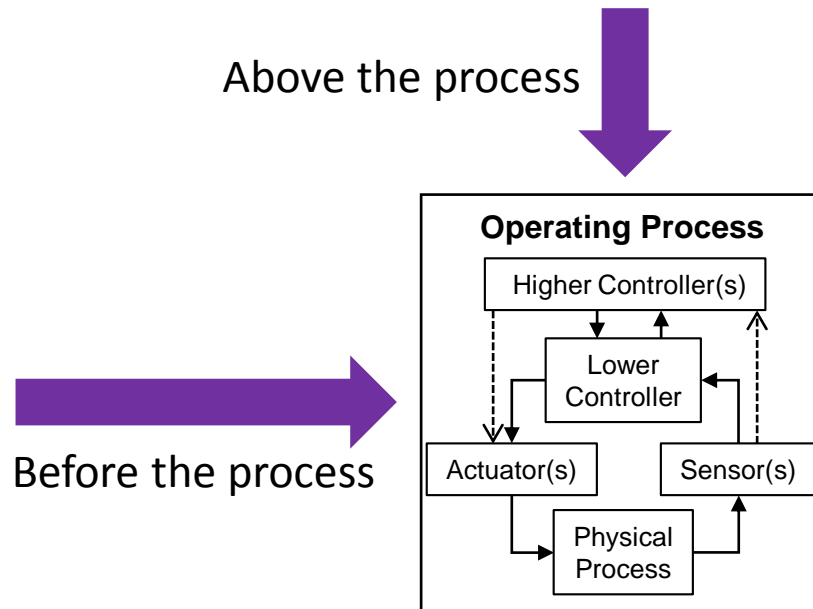 Above the process
Operating Process
Higher Controller(s)
Lower
Controller
Before the process
Actuator(s)
Sensor(s)
Physical
Process